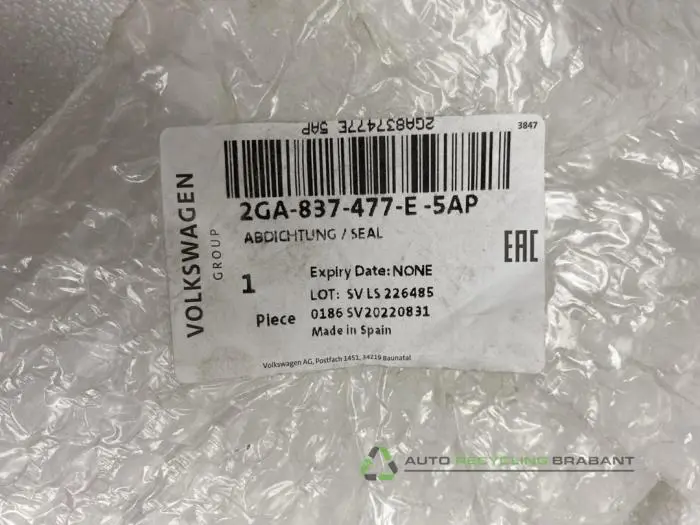 2GA837477E 5AP
3847
VOLKSWAGEN
GROUP
2GA-837-477-E -5AP
ABDICHTUNG / SEAL
EAC
1
Piece
Expiry Date: NONE
LOT: SV LS 226485
0186 SV20220831
Made in Spain
Volkswagen AG, Postfach 1451, 34219 Baunatal
AUTO RECYCLING BRABANT